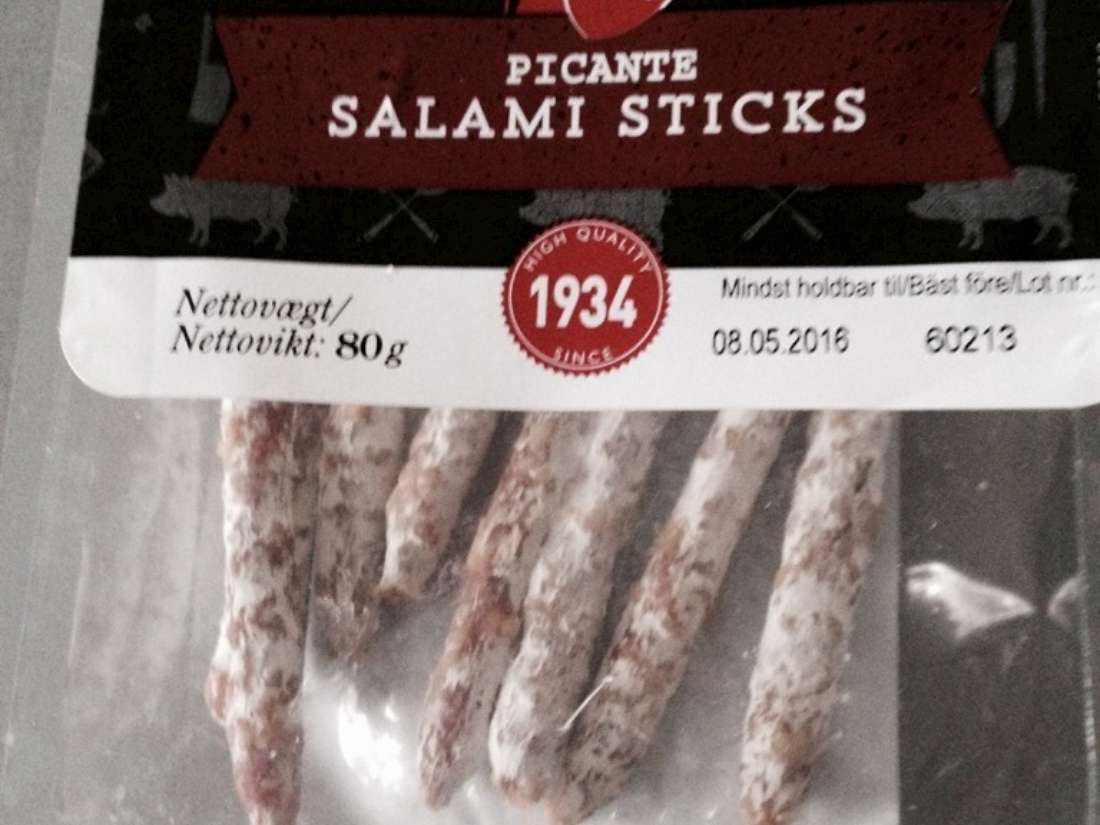 PICANTE
SALAMI STICKS
HIGH QUALITY
1934
SINCE
Nettovægt/
Nettovikt: 80g
Mindst holdbar til/Bäst före/Lot nr.:
08.05.2016 60213